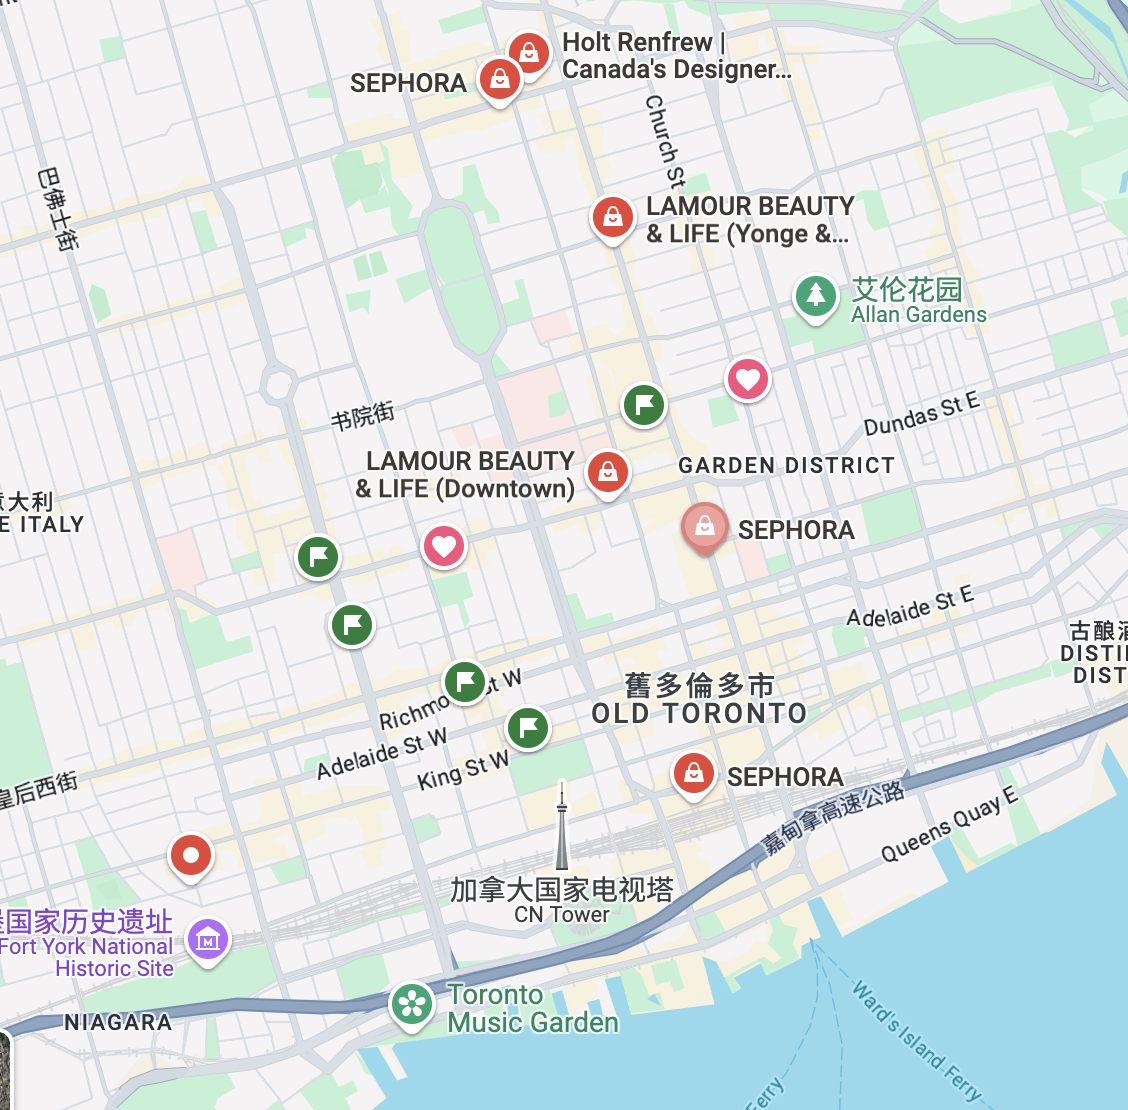 Holt Renfrew |
Canada's Designer...
SEPHORA
Church St
巴佛士街
LAMOUR BEAUTY
& LIFE (Yonge &...
艾伦花园
Allan Gardens
书院街
Dundas St E
LAMOUR BEAUTY
& LIFE (Downtown)
GARDEN DISTRICT
意大利
E ITALY
SEPHORA
Adelaide St E
古酿酒
DISTI
DIST
舊多倫多市
OLD TORONTO
Richmo
st W
Adelaide St W
King St W
SEPHORA
皇后西街
嘉甸拿高速公路
Queens Quay E
加拿大国家电视塔
CN Tower
堡国家历史遗址
Fort York National
Historic Site
Toronto
Music Garden
NIAGARA
Ward's Island Ferry
Ferry